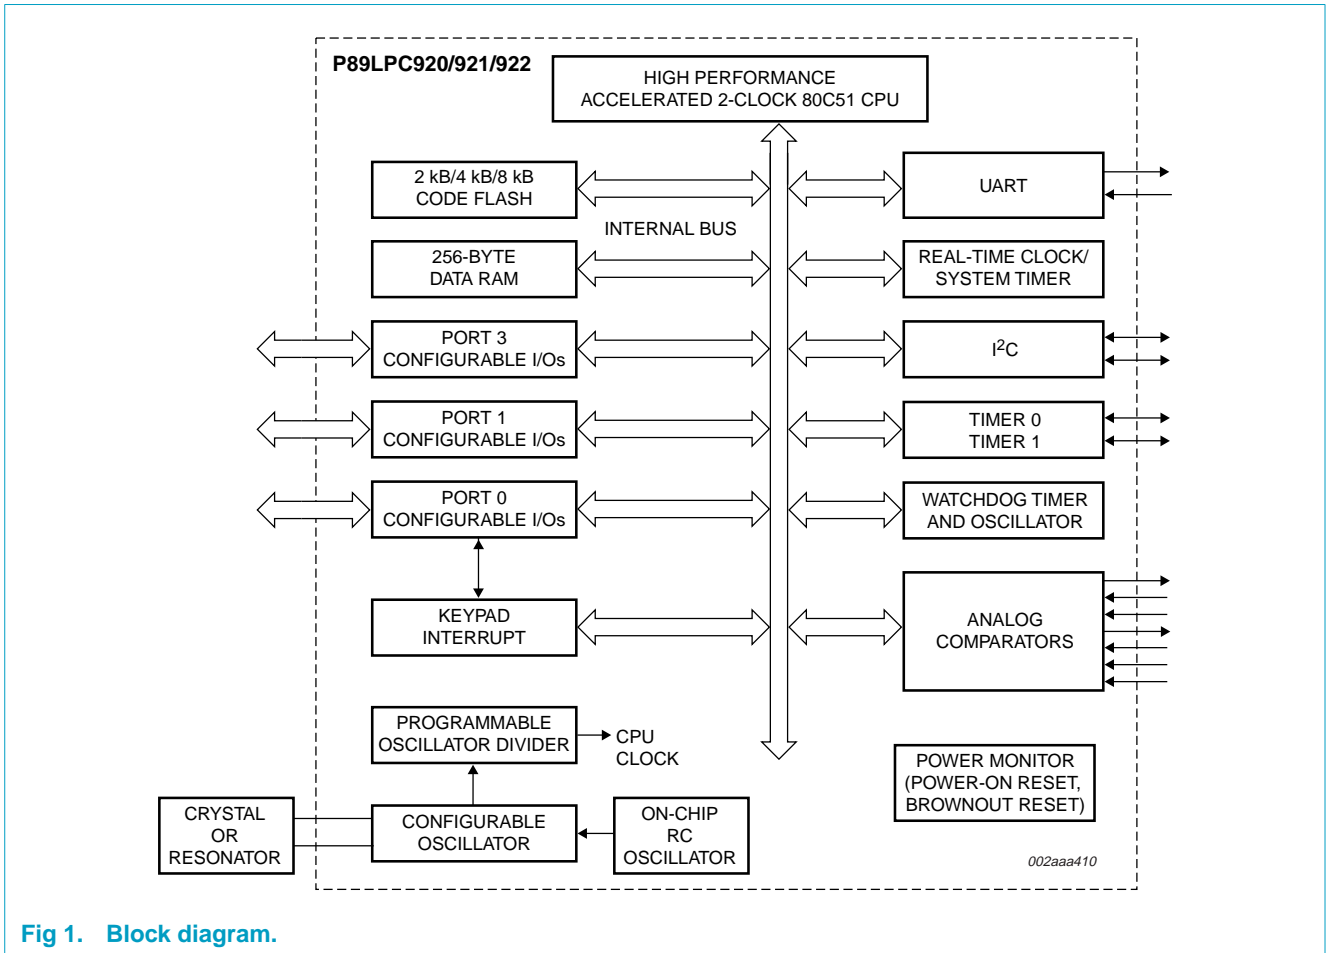 P89LPC920/921/922
HIGH PERFORMANCE
ACCELERATED 2-CLOCK 80C51 CPU
2 kB/4 kB/8 kB
CODE FLASH
UART
INTERNAL BUS
256-BYTE
DATA RAM
REAL-TIME CLOCK/
SYSTEM TIMER
PORT 3
CONFIGURABLE I/Os
I²C
PORT 1
CONFIGURABLE I/Os
TIMER 0
TIMER 1
PORT 0
CONFIGURABLE I/Os
WATCHDOG TIMER
AND OSCILLATOR
KEYPAD
INTERRUPT
ANALOG
COMPARATORS
PROGRAMMABLE
OSCILLATOR DIVIDER
CPU
CLOCK
POWER MONITOR
(POWER-ON RESET,
BROWNOUT RESET)
CRYSTAL
OR
RESONATOR
CONFIGURABLE
OSCILLATOR
ON-CHIP
RC
OSCILLATOR
002aaa410
Fig 1. Block diagram.